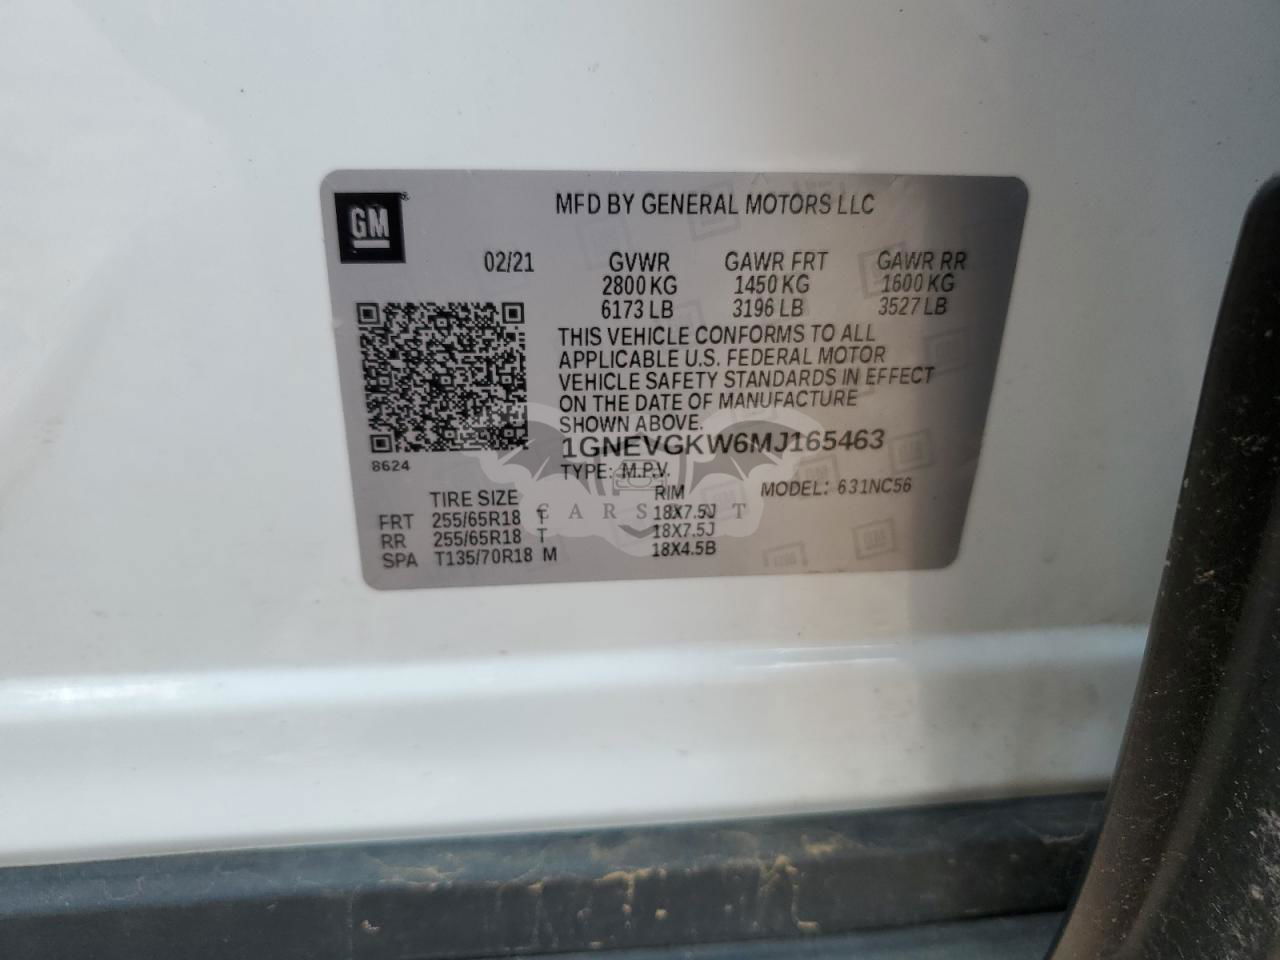 GM
MFD BY GENERAL MOTORS LLC
02/21 GVWR GAWR FRT GAWR RR
2800 KG 1450 KG 1600 KG
6173 LB 3196 LB 3527 LB
THIS VEHICLE CONFORMS TO ALL
APPLICABLE U.S. FEDERAL MOTOR
VEHICLE SAFETY STANDARDS IN EFFECT
ON THE DATE OF MANUFACTURE
SHOWN ABOVE.
1GNEVGKW6MJ165463
8624
TYPE: M.P.V. MODEL: 631NC56
TIRE SIZE RIM
FRT 255/65R18 T 18X7.5J
RR 255/65R18 T 18X7.5J
SPA T135/70R18 M 18X4.5B